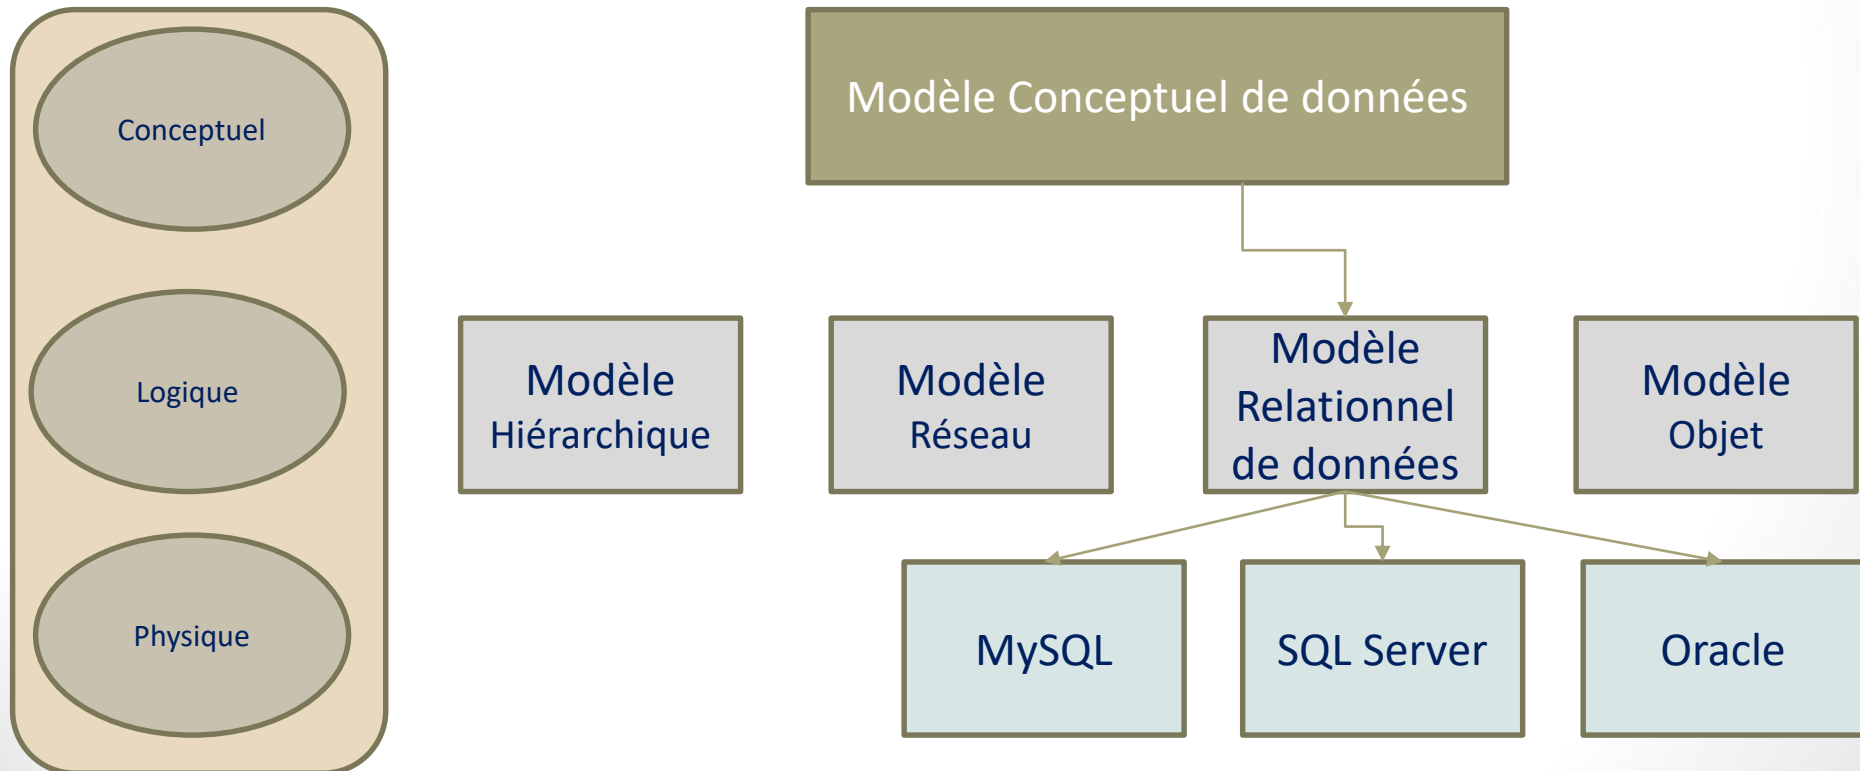 Conceptuel
Modèle Conceptuel de données
Logique
Modèle
Hiérarchique
Modèle
Réseau
Modèle
Relationnel
de données
Modèle
Objet
Physique
MySQL
SQL Server
Oracle